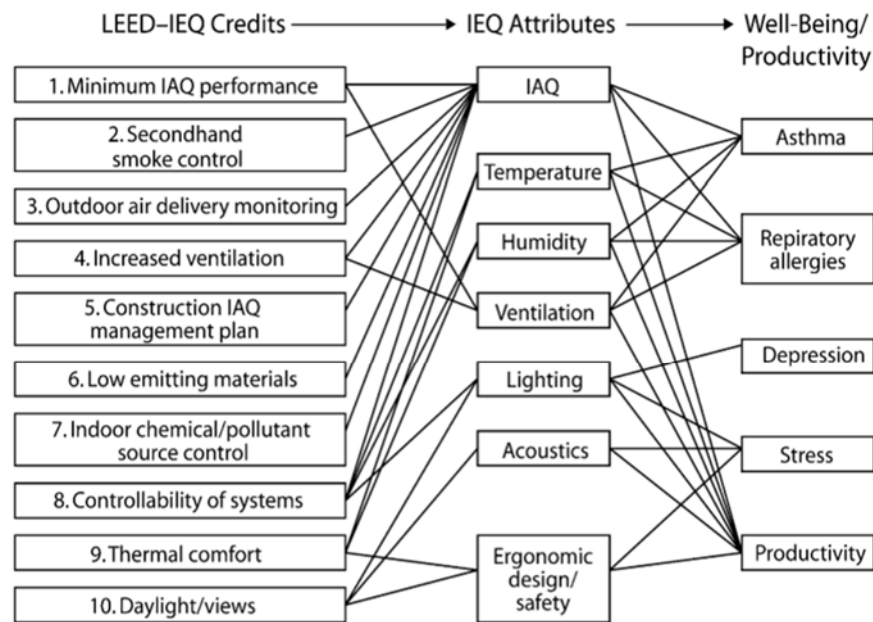 LEED–IEQ Credits
IEQ Attributes
Well-Being/
Productivity
1. Minimum IAQ performance
2. Secondhand
smoke control
3. Outdoor air delivery monitoring
4. Increased ventilation
5. Construction IAQ
management plan
6. Low emitting materials
7. Indoor chemical/pollutant
source control
8. Controllability of systems
9. Thermal comfort
10. Daylight/views
IAQ
Temperature
Humidity
Ventilation
Lighting
Acoustics
Ergonomic
design/
safety
Asthma
Repiratory
allergies
Depression
Stress
Productivity